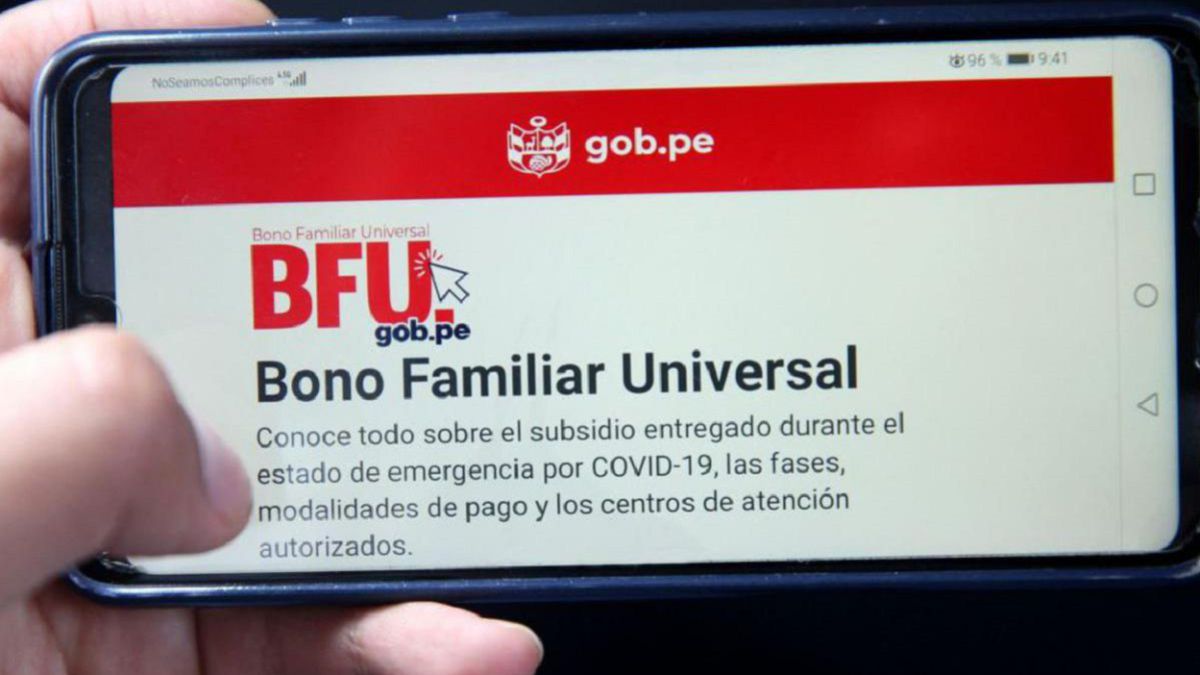 NoSeamosComplices
96 % 9:41
gob.pe
Bono Familiar Universal
BFU.
gob.pe
Bono Familiar Universal
Conoce todo sobre el subsidio entregado durante el
estado de emergencia por COVID-19, las fases,
modalidades de pago y los centros de atención
autorizados.